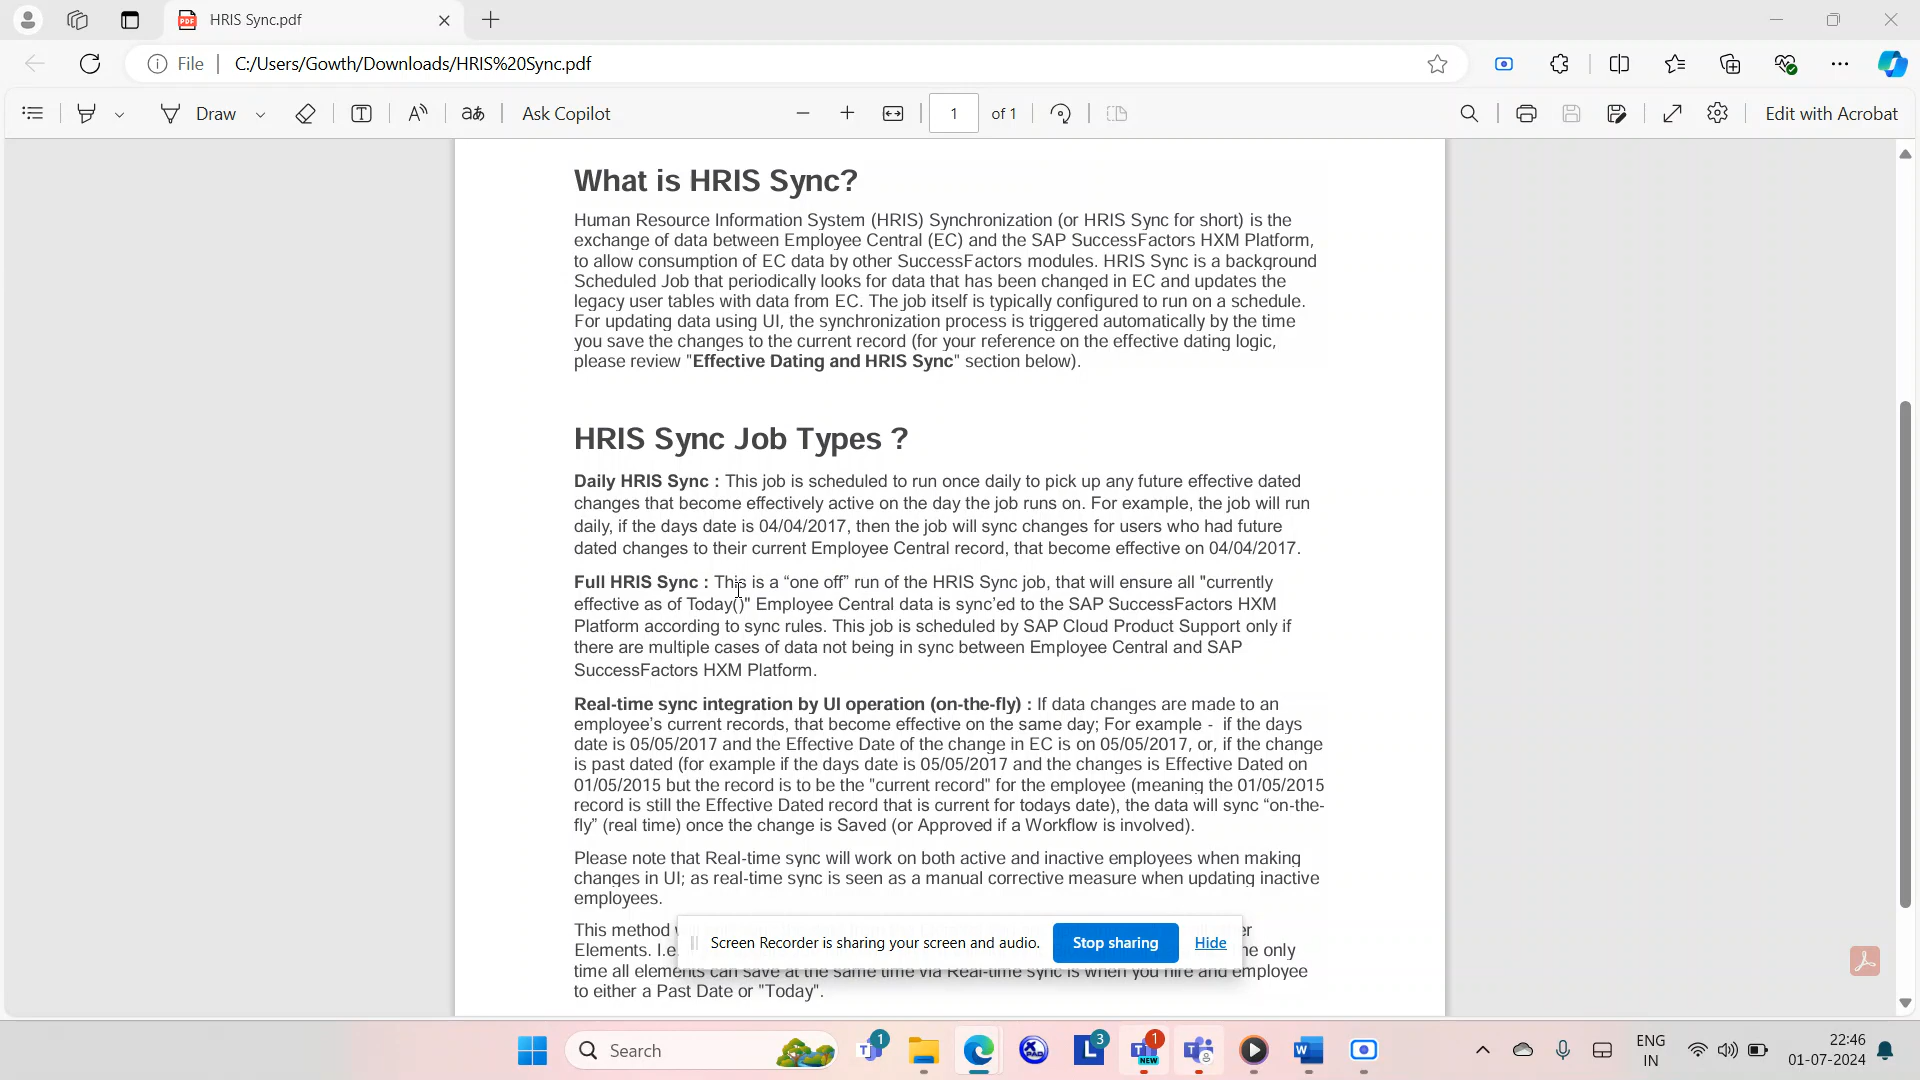 HRIS Sync.pdf
File
C:/Users/Gowth/Downloads/HRIS%20Sync.pdf
Draw
Ask Copilot
1
of 1
Edit with Acrobat
What is HRIS Sync?
Human Resource Information System (HRIS) Synchronization (or HRIS Sync for short) is the
exchange of data between Employee Central (EC) and the SAP SuccessFactors HXM Platform,
to allow consumption of EC data by other SuccessFactors modules. HRIS Sync is a background
Scheduled Job that periodically looks for data that has been changed in EC and updates the
legacy user tables with data from EC. The job itself is typically configured to run on a schedule.
For updating data using UI, the synchronization process is triggered automatically by the time
you save the changes to the current record (for your reference on the effective dating logic,
please review "Effective Dating and HRIS Sync" section below).
HRIS Sync Job Types ?
Daily HRIS Sync : This job is scheduled to run once daily to pick up any future effective dated
changes that become effectively active on the day the job runs on. For example, the job will run
daily, if the days date is 04/04/2017, then the job will sync changes for users who had future
dated changes to their current Employee Central record, that become effective on 04/04/2017.
Full HRIS Sync : This is a “one off” run of the HRIS Sync job, that will ensure all "currently
effective as of Today()" Employee Central data is sync’ed to the SAP SuccessFactors HXM
Platform according to sync rules. This job is scheduled by SAP Cloud Product Support only if
there are multiple cases of data not being in sync between Employee Central and SAP
SuccessFactors HXM Platform.
Real-time sync integration by UI operation (on-the-fly) : If data changes are made to an
employee’s current records, that become effective on the same day; For example - if the days
date is 05/05/2017 and the Effective Date of the change in EC is on 05/05/2017, or, if the change
is past dated (for example if the days date is 05/05/2017 and the changes is Effective Dated on
01/05/2015 but the record is to be the "current record" for the employee (meaning the 01/05/2015
record is still the Effective Dated record that is current for todays date), the data will sync “on-the-
fly” (real time) once the change is Saved (or Approved if a Workflow is involved).
Please note that Real-time sync will work on both active and inactive employees when making
changes in UI; as real-time sync is seen as a manual corrective measure when updating inactive
employees.
This method
Elements. I.e. only
time all elements can save at the same time via Real-time sync is when you hire and employee
to either a Past Date or "Today".
Screen Recorder is sharing your screen and audio.
Stop sharing
Hide
Search
1
3
1
NEW
ENG
IN
22:46
01-07-2024